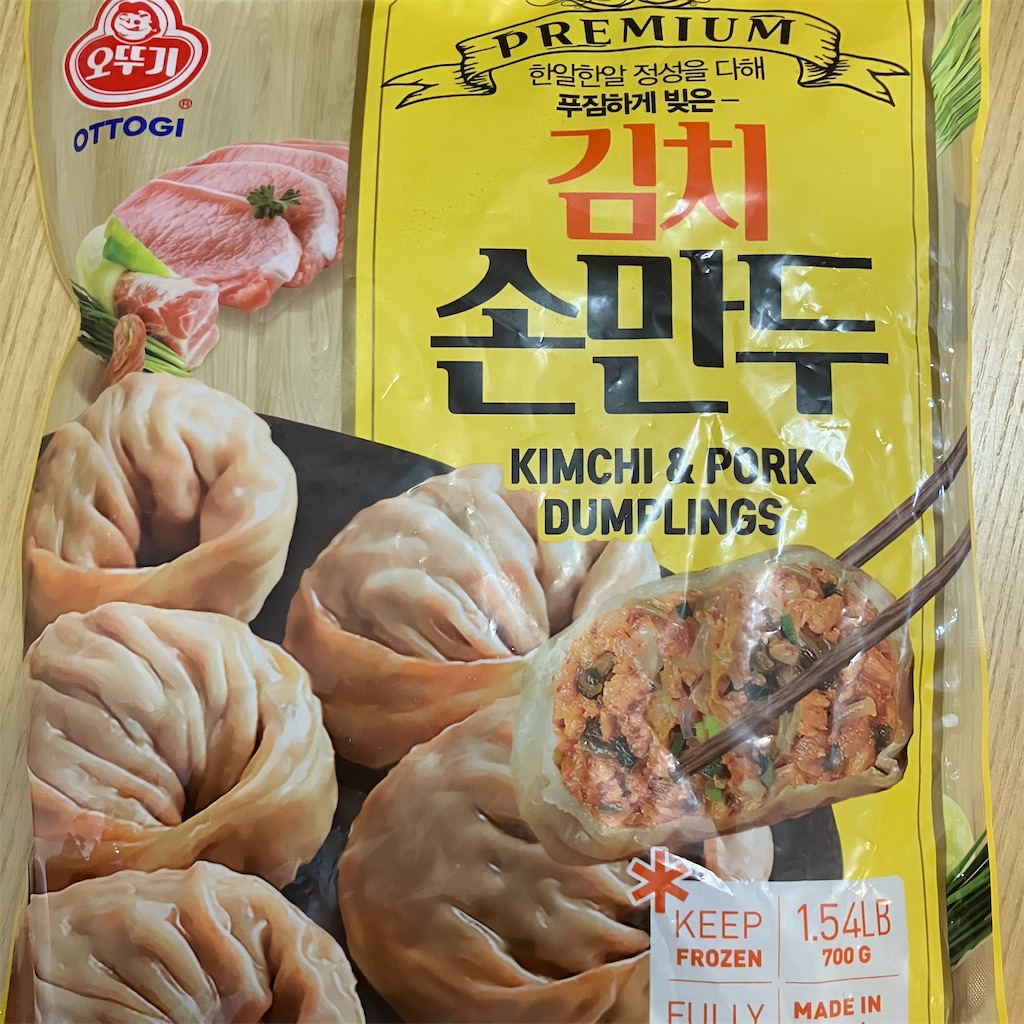 오뚜기
®
OTTOGI
PREMIUM
한알한알 정성을 다해
푸짐하게 빚은 –
김치
손만두
KIMCHI & PORK
DUMPLINGS
*KEEP
FROZEN
1.54LB
700 G
FULLY
MADE IN